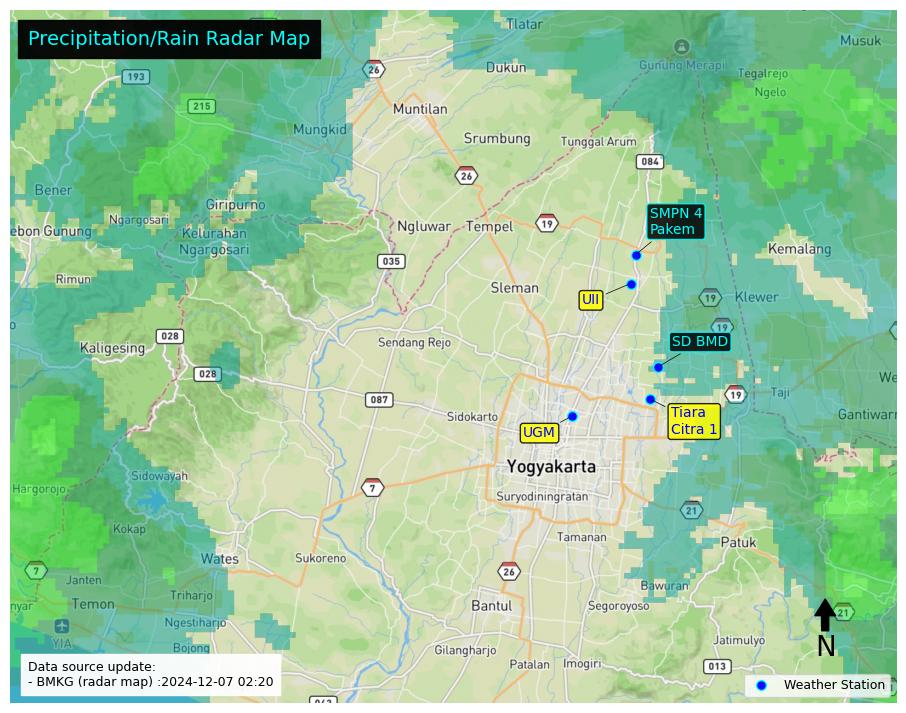 Precipitation/Rain Radar Map
Tlatar
Musuk
26
193
Dukun
Gunung Merapi
Tegalrejo
Ngelo
215
Muntilan
Mungkid
Srumbung
Tunggal Arum
084
26
Bener
Giripurno
Ngargosari
SMPN 4
Pakem
ebon Gunung
Kelurahan
Ngargosari
Ngluwar
Tempel
19
Kemalang
035
Rimun
Sleman
UII
19
Klewer
19
028
Kaligesing
Sendang Rejo
SD BMD
028
We
087
19
Taji
Sidokarto
Tiara
Citra 1
Gantiwarr
UGM
Yogyakarta
Sidowayah
Hargorojo
7
Suryodiningratan
21
Kokap
Tamanan
Patuk
Wates
Sukoreno
7
26
Janten
Bawuran
nyar
Temon
Triharjo
Bantul
Segoroyoso
21
Ngestiharjo
YIA
Bojong
Jatimulyo
N
Gilangharjo
Patalan
Imogiri
013
Data source update:
- BMKG (radar map) :2024-12-07 02:20
Weather Station